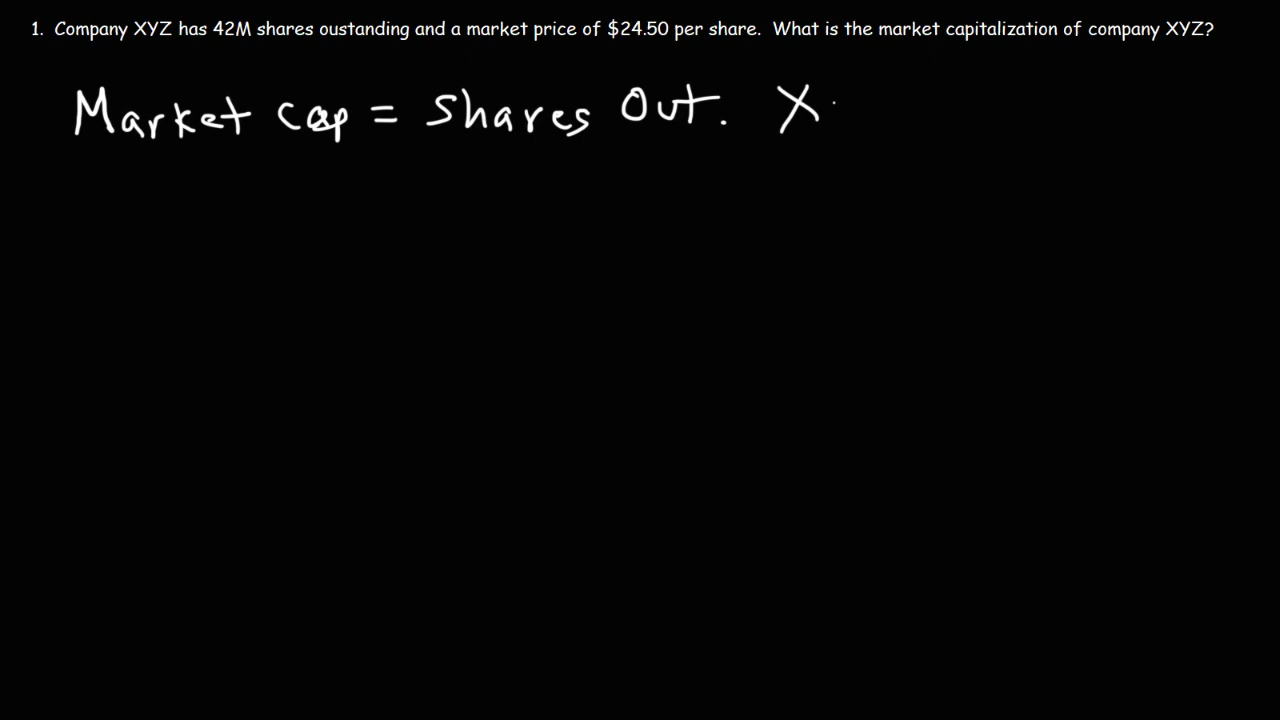 1. Company XYZ has 42M shares oustanding and a market price of $24.50 per share. What is the market capitalization of company XYZ?
Market cap = Shares Out. X